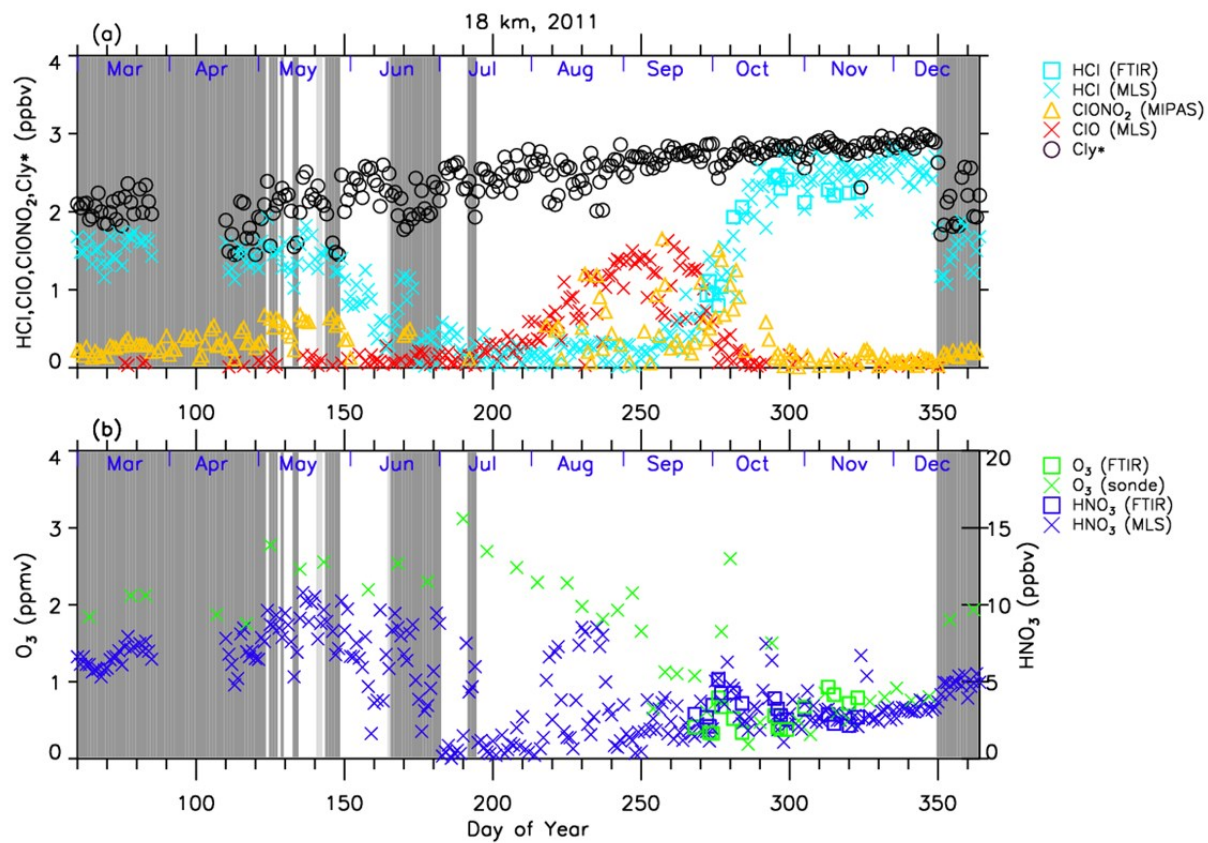 18 km, 2011
(a)
HCl,ClO,ClONO2,Cly* (ppbv)
4
3
2
1
0
Mar Apr May Jun Jul Aug Sep Oct Nov Dec
100 150 200 250 300 350
HCl (FTIR)
HCl (MLS)
ClONO2 (MIPAS)
ClO (MLS)
Cly*
(b)
O3 (ppmv)
4
3
2
1
0
Mar Apr May Jun Jul Aug Sep Oct Nov Dec
20
15
10
5
0
HNO3 (ppbv)
100 150 200 250 300 350
Day of Year
O3 (FTIR)
O3 (sonde)
HNO3 (FTIR)
HNO3 (MLS)